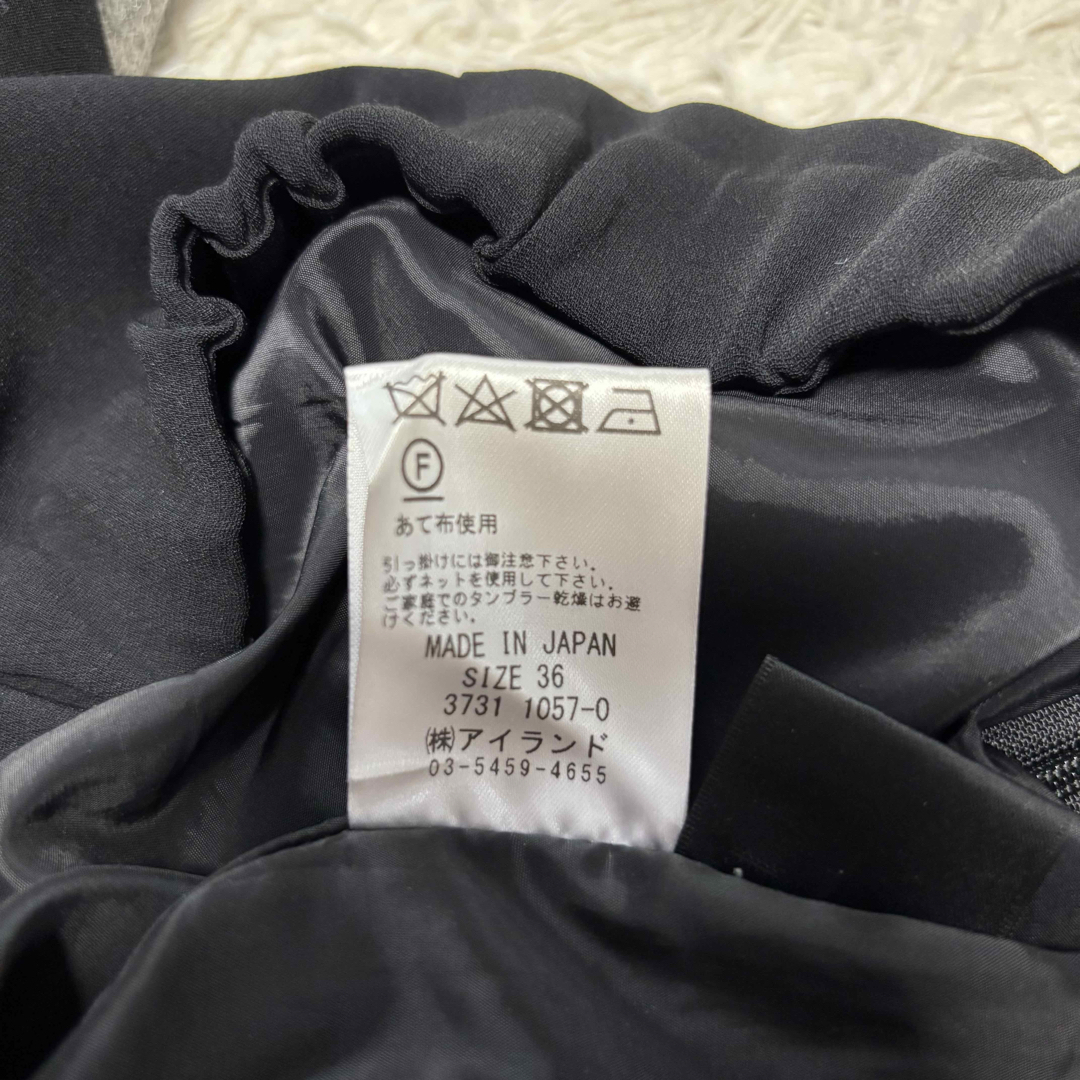 F
あて布使用
引っ掛けには御注意下さい。
必ずネットを使用して下さい。
ご家庭でのタンブラー乾燥はお避
けください。
MADE IN JAPAN
SIZE 36
3731 1057-0
㈱アイランド
03-5459-4655